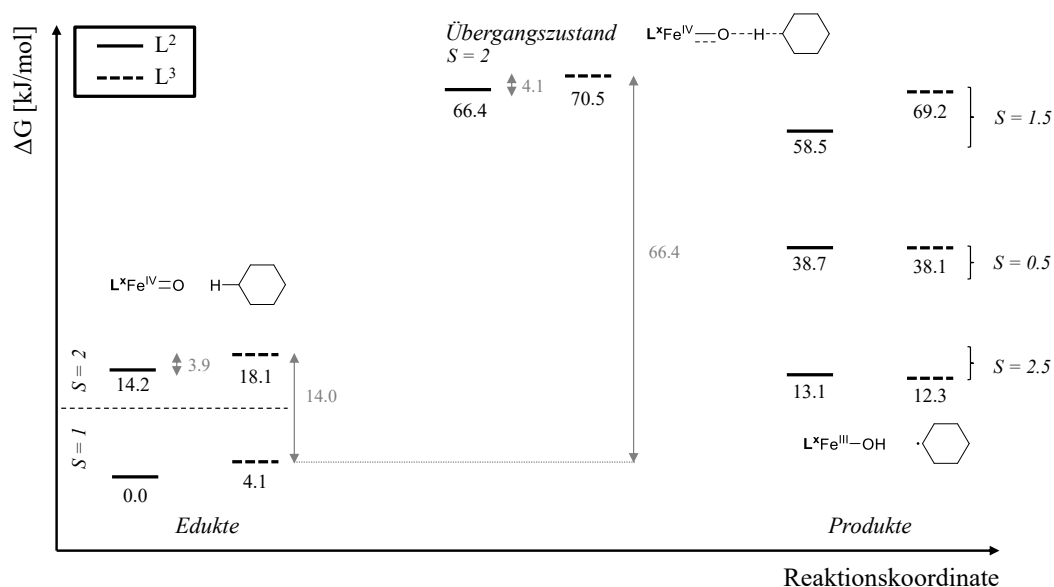 L²
L³
ΔG [kJ/mol]
Übergangszustand
S = 2
LˣFeᴵⱽ=O---H
66.4
4.1
70.5
69.2
S = 1.5
58.5
66.4
38.7
38.1
S = 0.5
LˣFeᴵⱽ=O H
S = 2
14.2
3.9
18.1
14.0
13.1
12.3
S = 2.5
LˣFeᴵᴵᴵ—OH
S = 1
0.0
4.1
Edukte
Produkte
Reaktionskoordinate